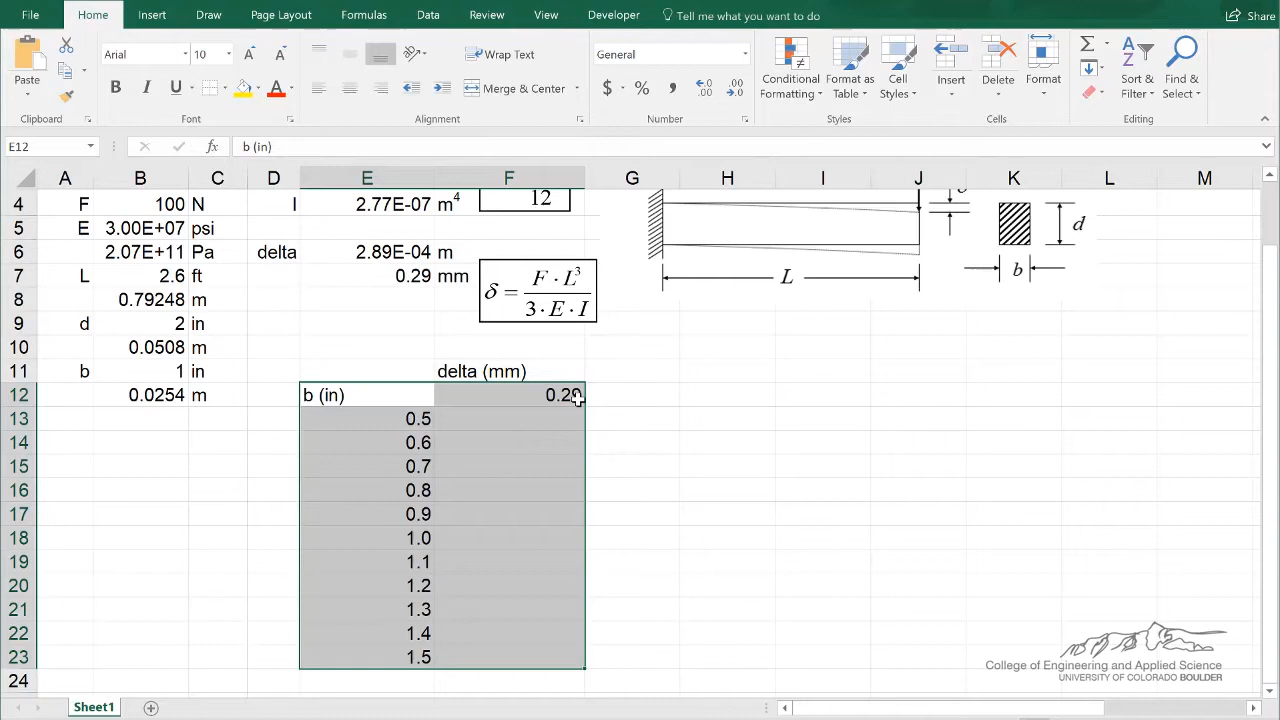 File Home Insert Draw Page Layout Formulas Data Review View Developer Tell me what you want to do Share
Arial 10 Wrap Text General
Paste B I U A Merge & Center $ % , Conditional Formatting Format as Table Cell Styles Insert Delete Format Sort & Filter Find & Select
Clipboard Font Alignment Number Styles Cells Editing
E12 fx b (in)
A B C D E F G H I J K L M
4 F 100 N I 2.77E-07 m4 12
5 E 3.00E+07 psi d
6 2.07E+11 Pa delta 2.89E-04 m
7 L 2.6 ft 0.29 mm L b
8 0.79248 m δ = F · L3 / 3 · E · I
9 d 2 in
10 0.0508 m
11 b 1 in delta (mm)
12 0.0254 m b (in) 0.29
13 0.5
14 0.6
15 0.7
16 0.8
17 0.9
18 1.0
19 1.1
20 1.2
21 1.3
22 1.4
23 1.5
College of Engineering and Applied Science
UNIVERSITY OF COLORADO BOULDER
24
Sheet1